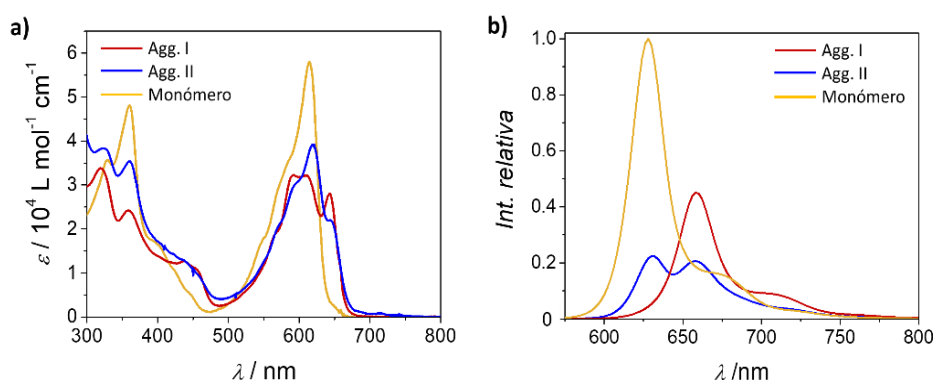 a)
Agg. I
Agg. II
Monómero
ε / 10⁴ L mol⁻¹ cm⁻¹
6
5
4
3
2
1
0
300 400 500 600 700 800
λ / nm
b)
Agg. I
Agg. II
Monómero
Int. relativa
1.0
0.8
0.6
0.4
0.2
0
600 650 700 750 800
λ /nm